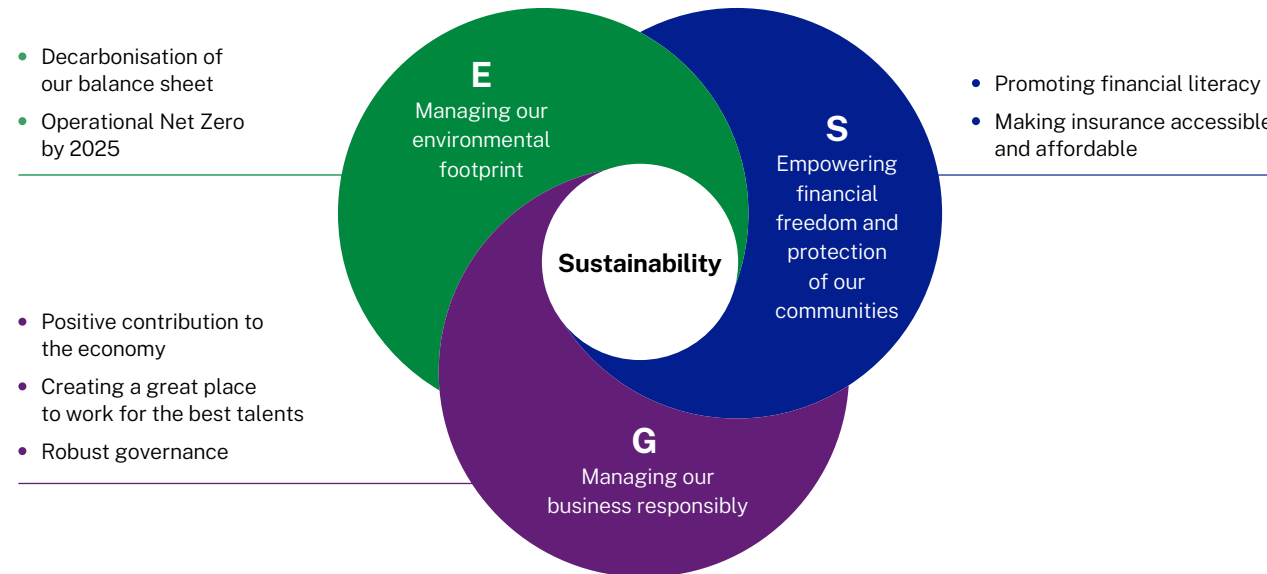 Decarbonisation of
our balance sheet
Operational Net Zero
by 2025
E
Managing our
environmental
footprint
S
Empowering
financial
freedom and
protection
of our
communities
Promoting financial literacy
Making insurance accessible
and affordable
Sustainability
Positive contribution to
the economy
Creating a great place
to work for the best talents
Robust governance
G
Managing our
business responsibly